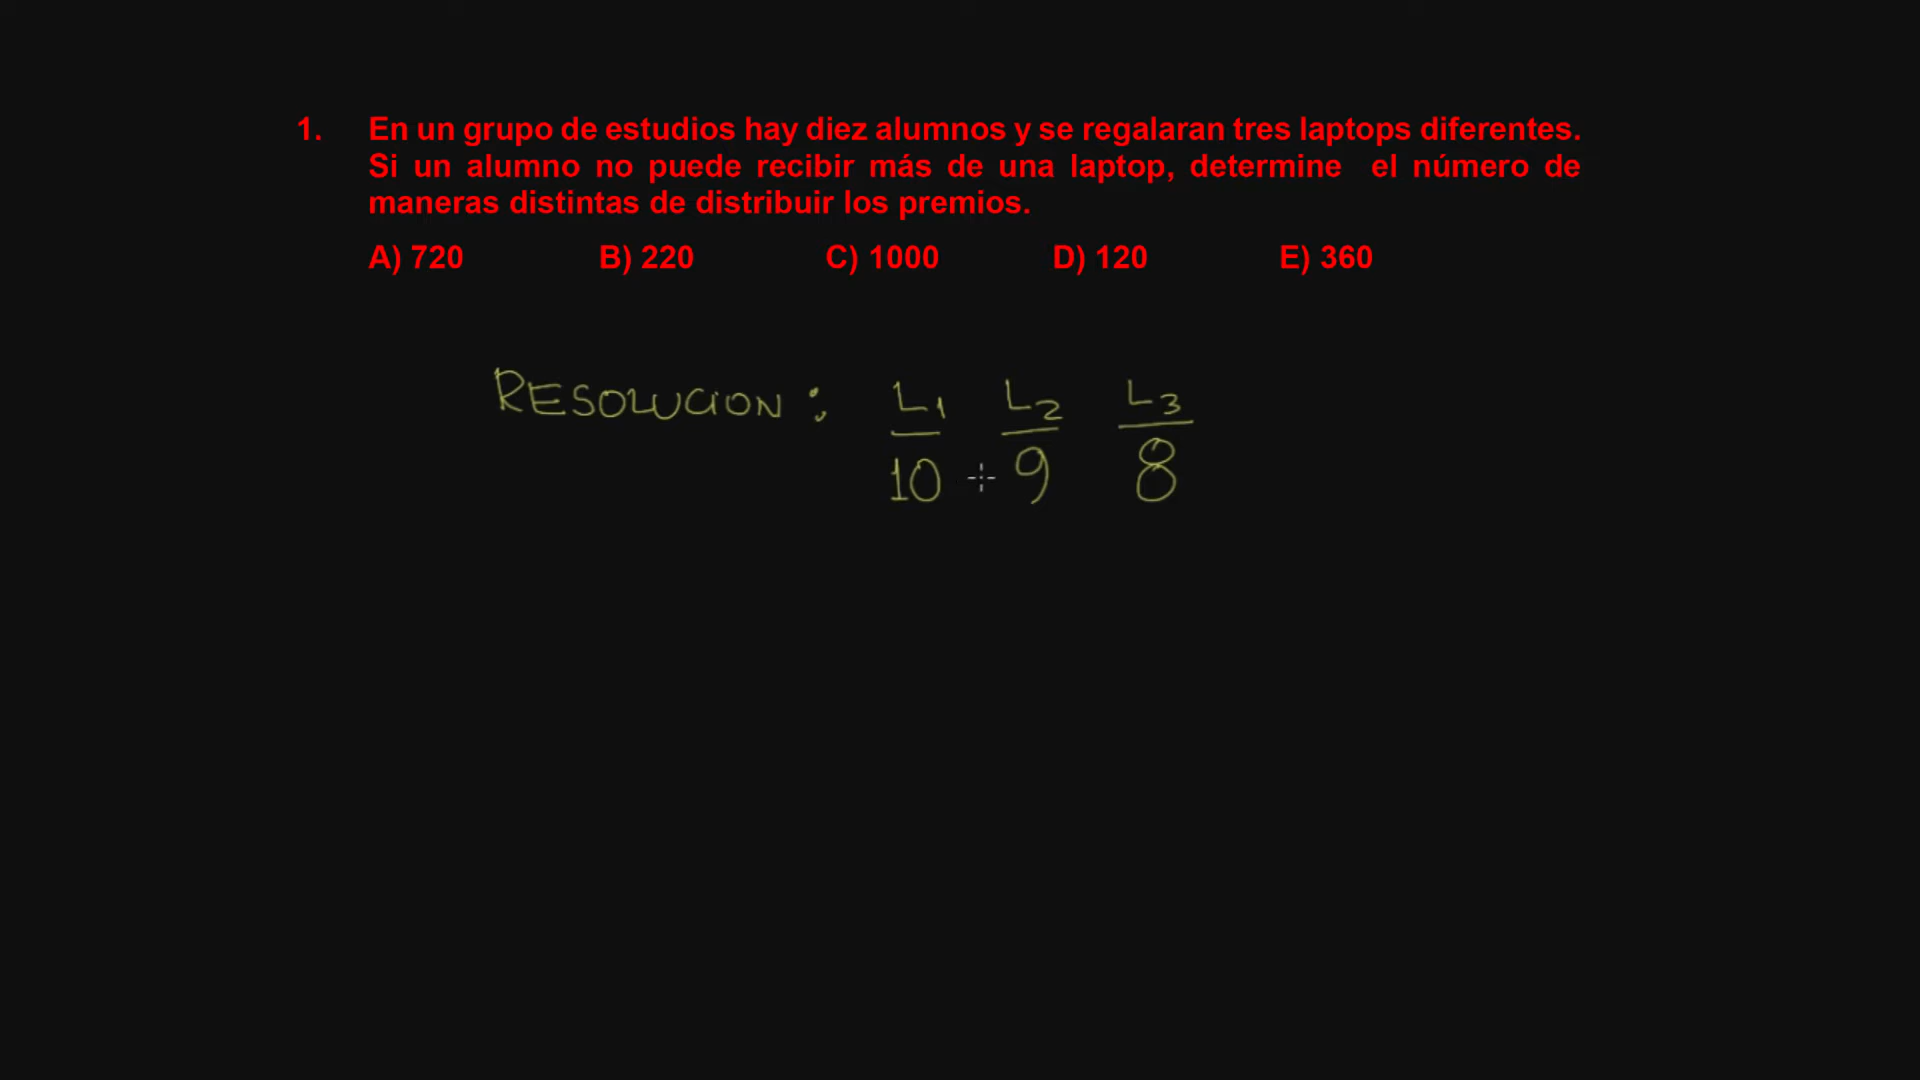 1. En un grupo de estudios hay diez alumnos y se regalaran tres laptops diferentes.
Si un alumno no puede recibir más de una laptop, determine el número de
maneras distintas de distribuir los premios.
A) 720 B) 220 C) 1000 D) 120 E) 360
RESOLUCION : L1 L2 L3
10 9 8